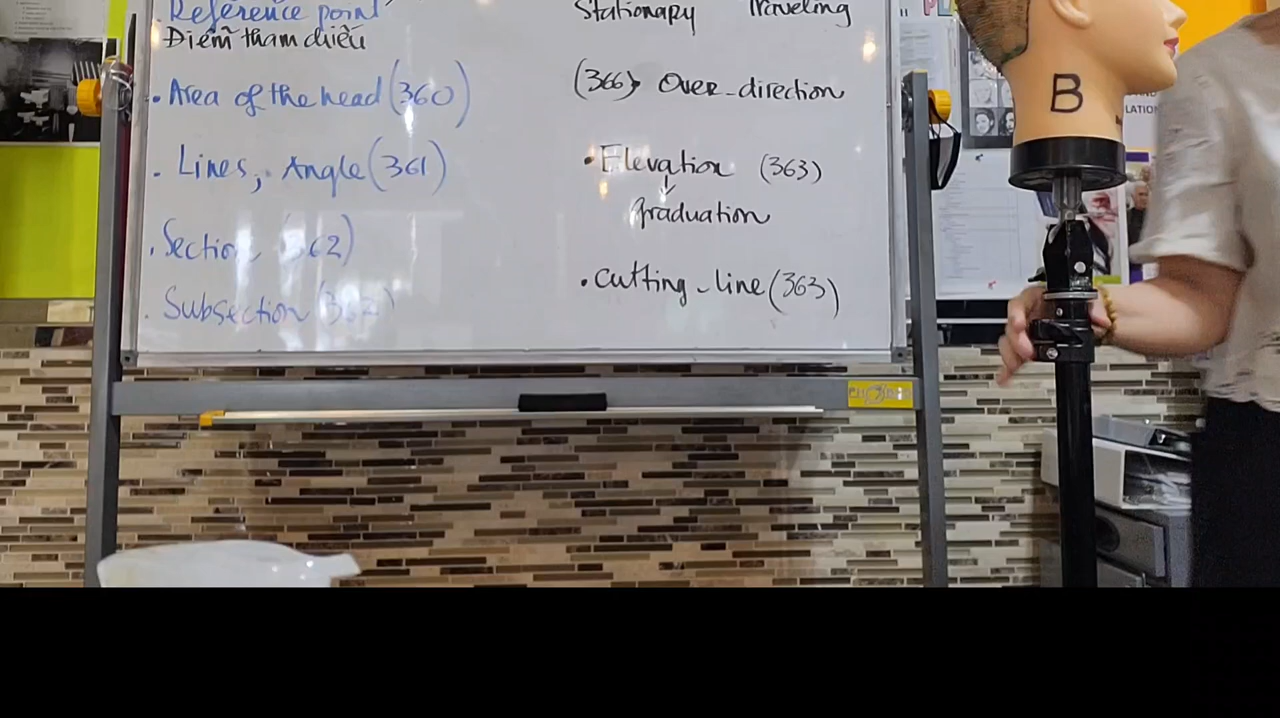 . Reference point
Điểm tham chiếu
. Area of the head (360)
. Lines, Angle (361)
. Section 62)
. Subsection (362)
Stationary Traveling
(366) Over-direction
. Elevation (363)
graduation
. Cutting-line (363)
B